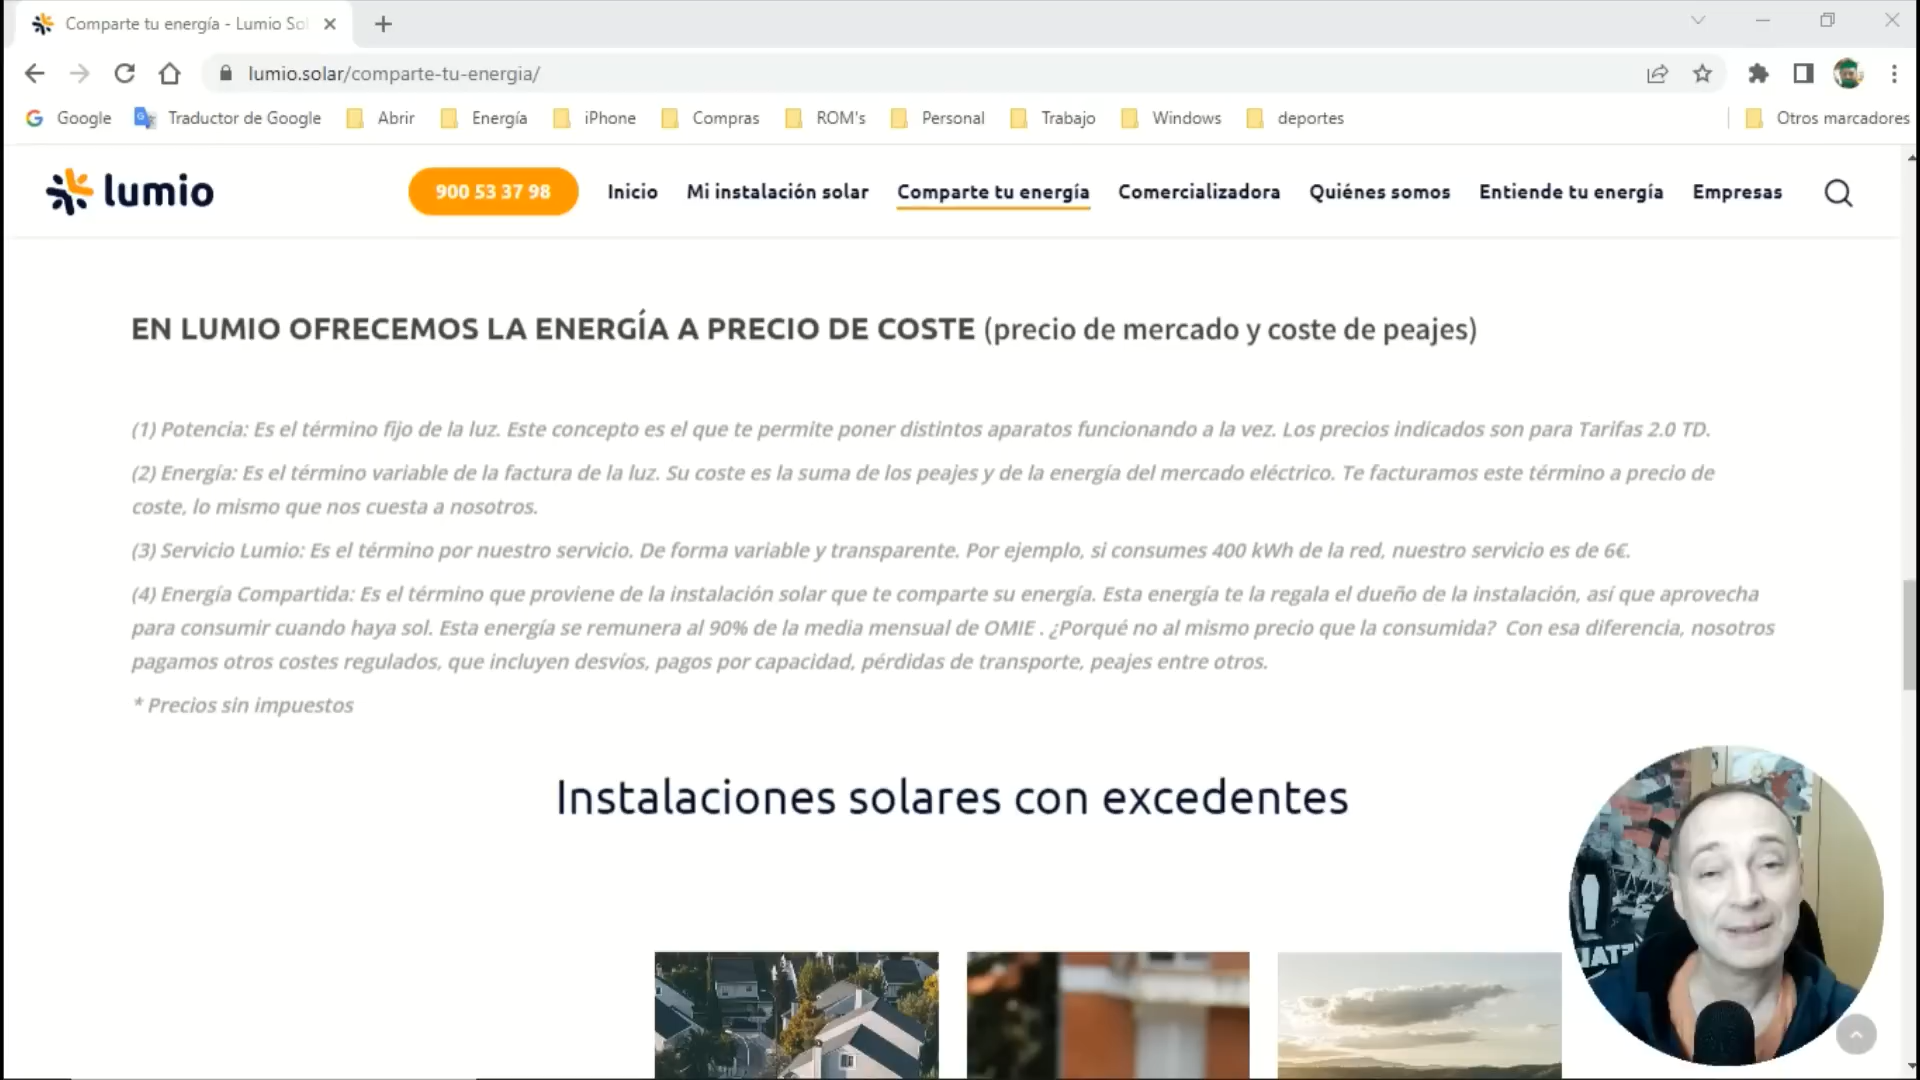 Comparte tu energía - Lumio So
lumio.solar/comparte-tu-energia/
Google
Traductor de Google
Abrir
Energía
iPhone
Compras
ROM's
Personal
Trabajo
Windows
deportes
Otros marcadores
lumio
900 53 37 98
Inicio
Mi instalación solar
Comparte tu energía
Comercializadora
Quiénes somos
Entiende tu energía
Empresas
EN LUMIO OFRECEMOS LA ENERGÍA A PRECIO DE COSTE (precio de mercado y coste de peajes)
(1) Potencia: Es el término fijo de la luz. Este concepto es el que te permite poner distintos aparatos funcionando a la vez. Los precios indicados son para Tarifas 2.0 TD.
(2) Energía: Es el término variable de la factura de la luz. Su coste es la suma de los peajes y de la energía del mercado eléctrico. Te facturamos este término a precio de
coste, lo mismo que nos cuesta a nosotros.
(3) Servicio Lumio: Es el término por nuestro servicio. De forma variable y transparente. Por ejemplo, si consumes 400 kWh de la red, nuestro servicio es de 6€.
(4) Energía Compartida: Es el término que proviene de la instalación solar que te comparte su energía. Esta energía te la regala el dueño de la instalación, así que aprovecha
para consumir cuando haya sol. Esta energía se remunera al 90% de la media mensual de OMIE . ¿Porqué no al mismo precio que la consumida? Con esa diferencia, nosotros
pagamos otros costes regulados, que incluyen desvíos, pagos por capacidad, pérdidas de transporte, peajes entre otros.
* Precios sin impuestos
Instalaciones solares con excedentes